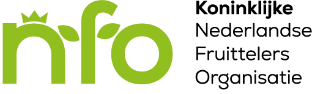 nfo
Koninklijke
Nederlandse
Fruittelers
Organisatie